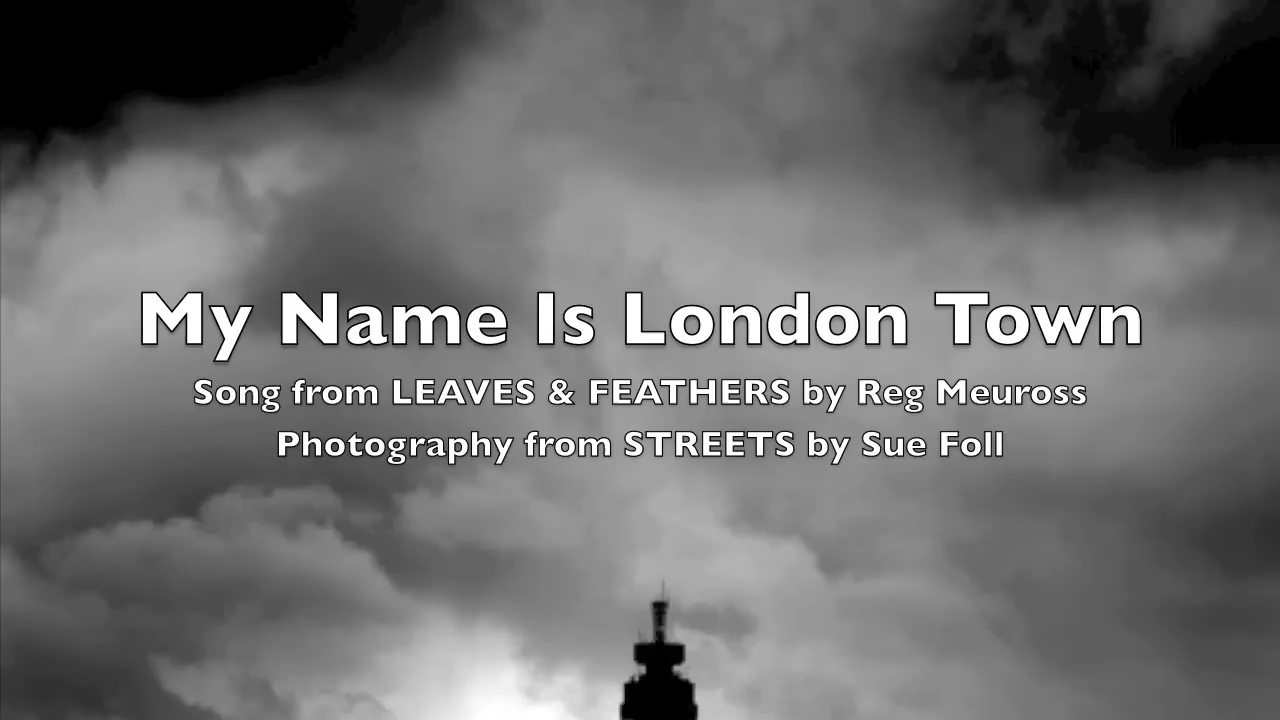 My Name Is London Town
Song from LEAVES & FEATHERS by Reg Meuross
Photography from STREETS by Sue Foll